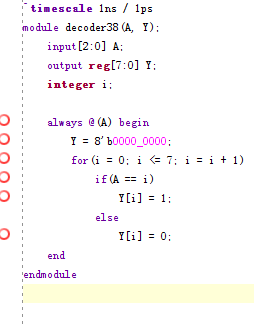 `timescale 1ns / 1ps
module decoder38(A, Y);
input[2:0] A;
output reg[7:0] Y;
integer i;
always @(A) begin
Y = 8'b0000_0000;
for(i = 0; i <= 7; i = i + 1)
if(A == i)
Y[i] = 1;
else
Y[i] = 0;
end
endmodule